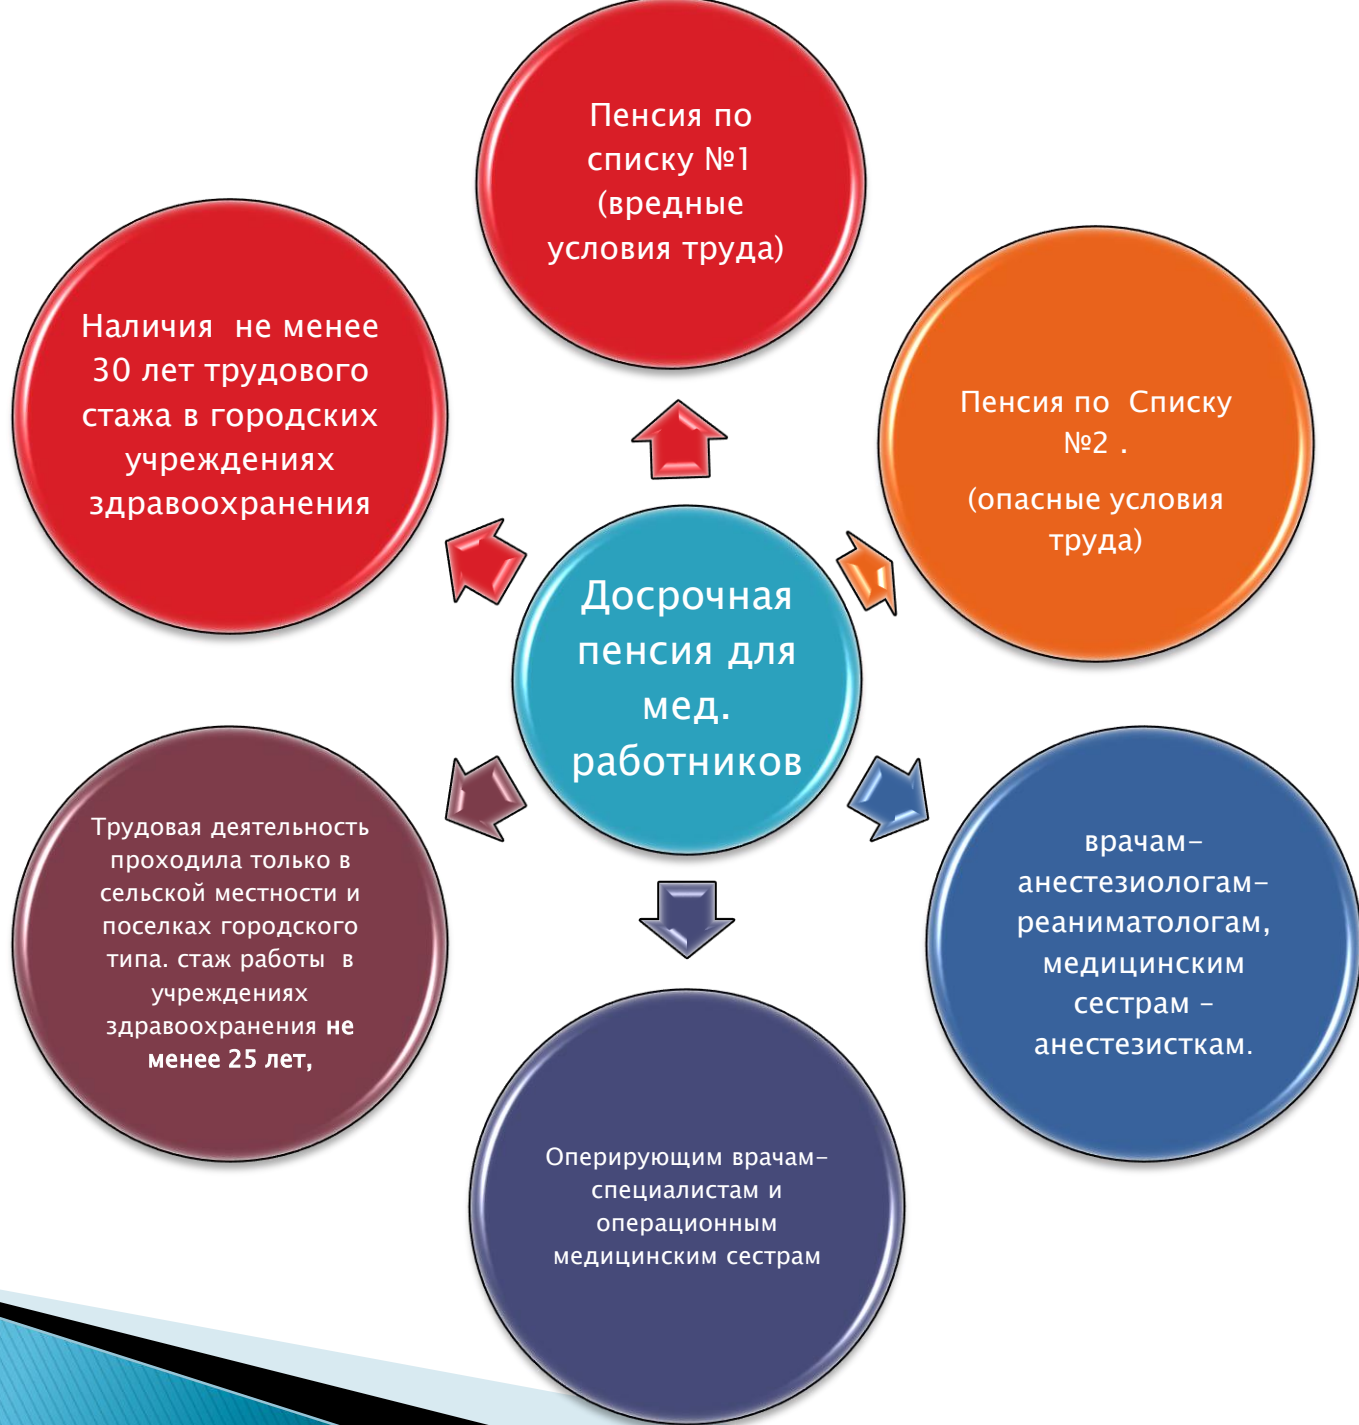 Пенсия по
списку №1
(вредные
условия труда)
Пенсия по Списку
№2 .
(опасные условия
труда)
врачам-
анестезиологам-
реаниматологам,
медицинским
сестрам -
анестезисткам.
Оперирующим врачам-
специалистам и
операционным
медицинским сестрам
Трудовая деятельность
проходила только в
сельской местности и
поселках городского
типа. стаж работы в
учреждениях
здравоохранения не
менее 25 лет,
Наличия не менее
30 лет трудового
стажа в городских
учреждениях
здравоохранения
Досрочная
пенсия для
мед.
работников